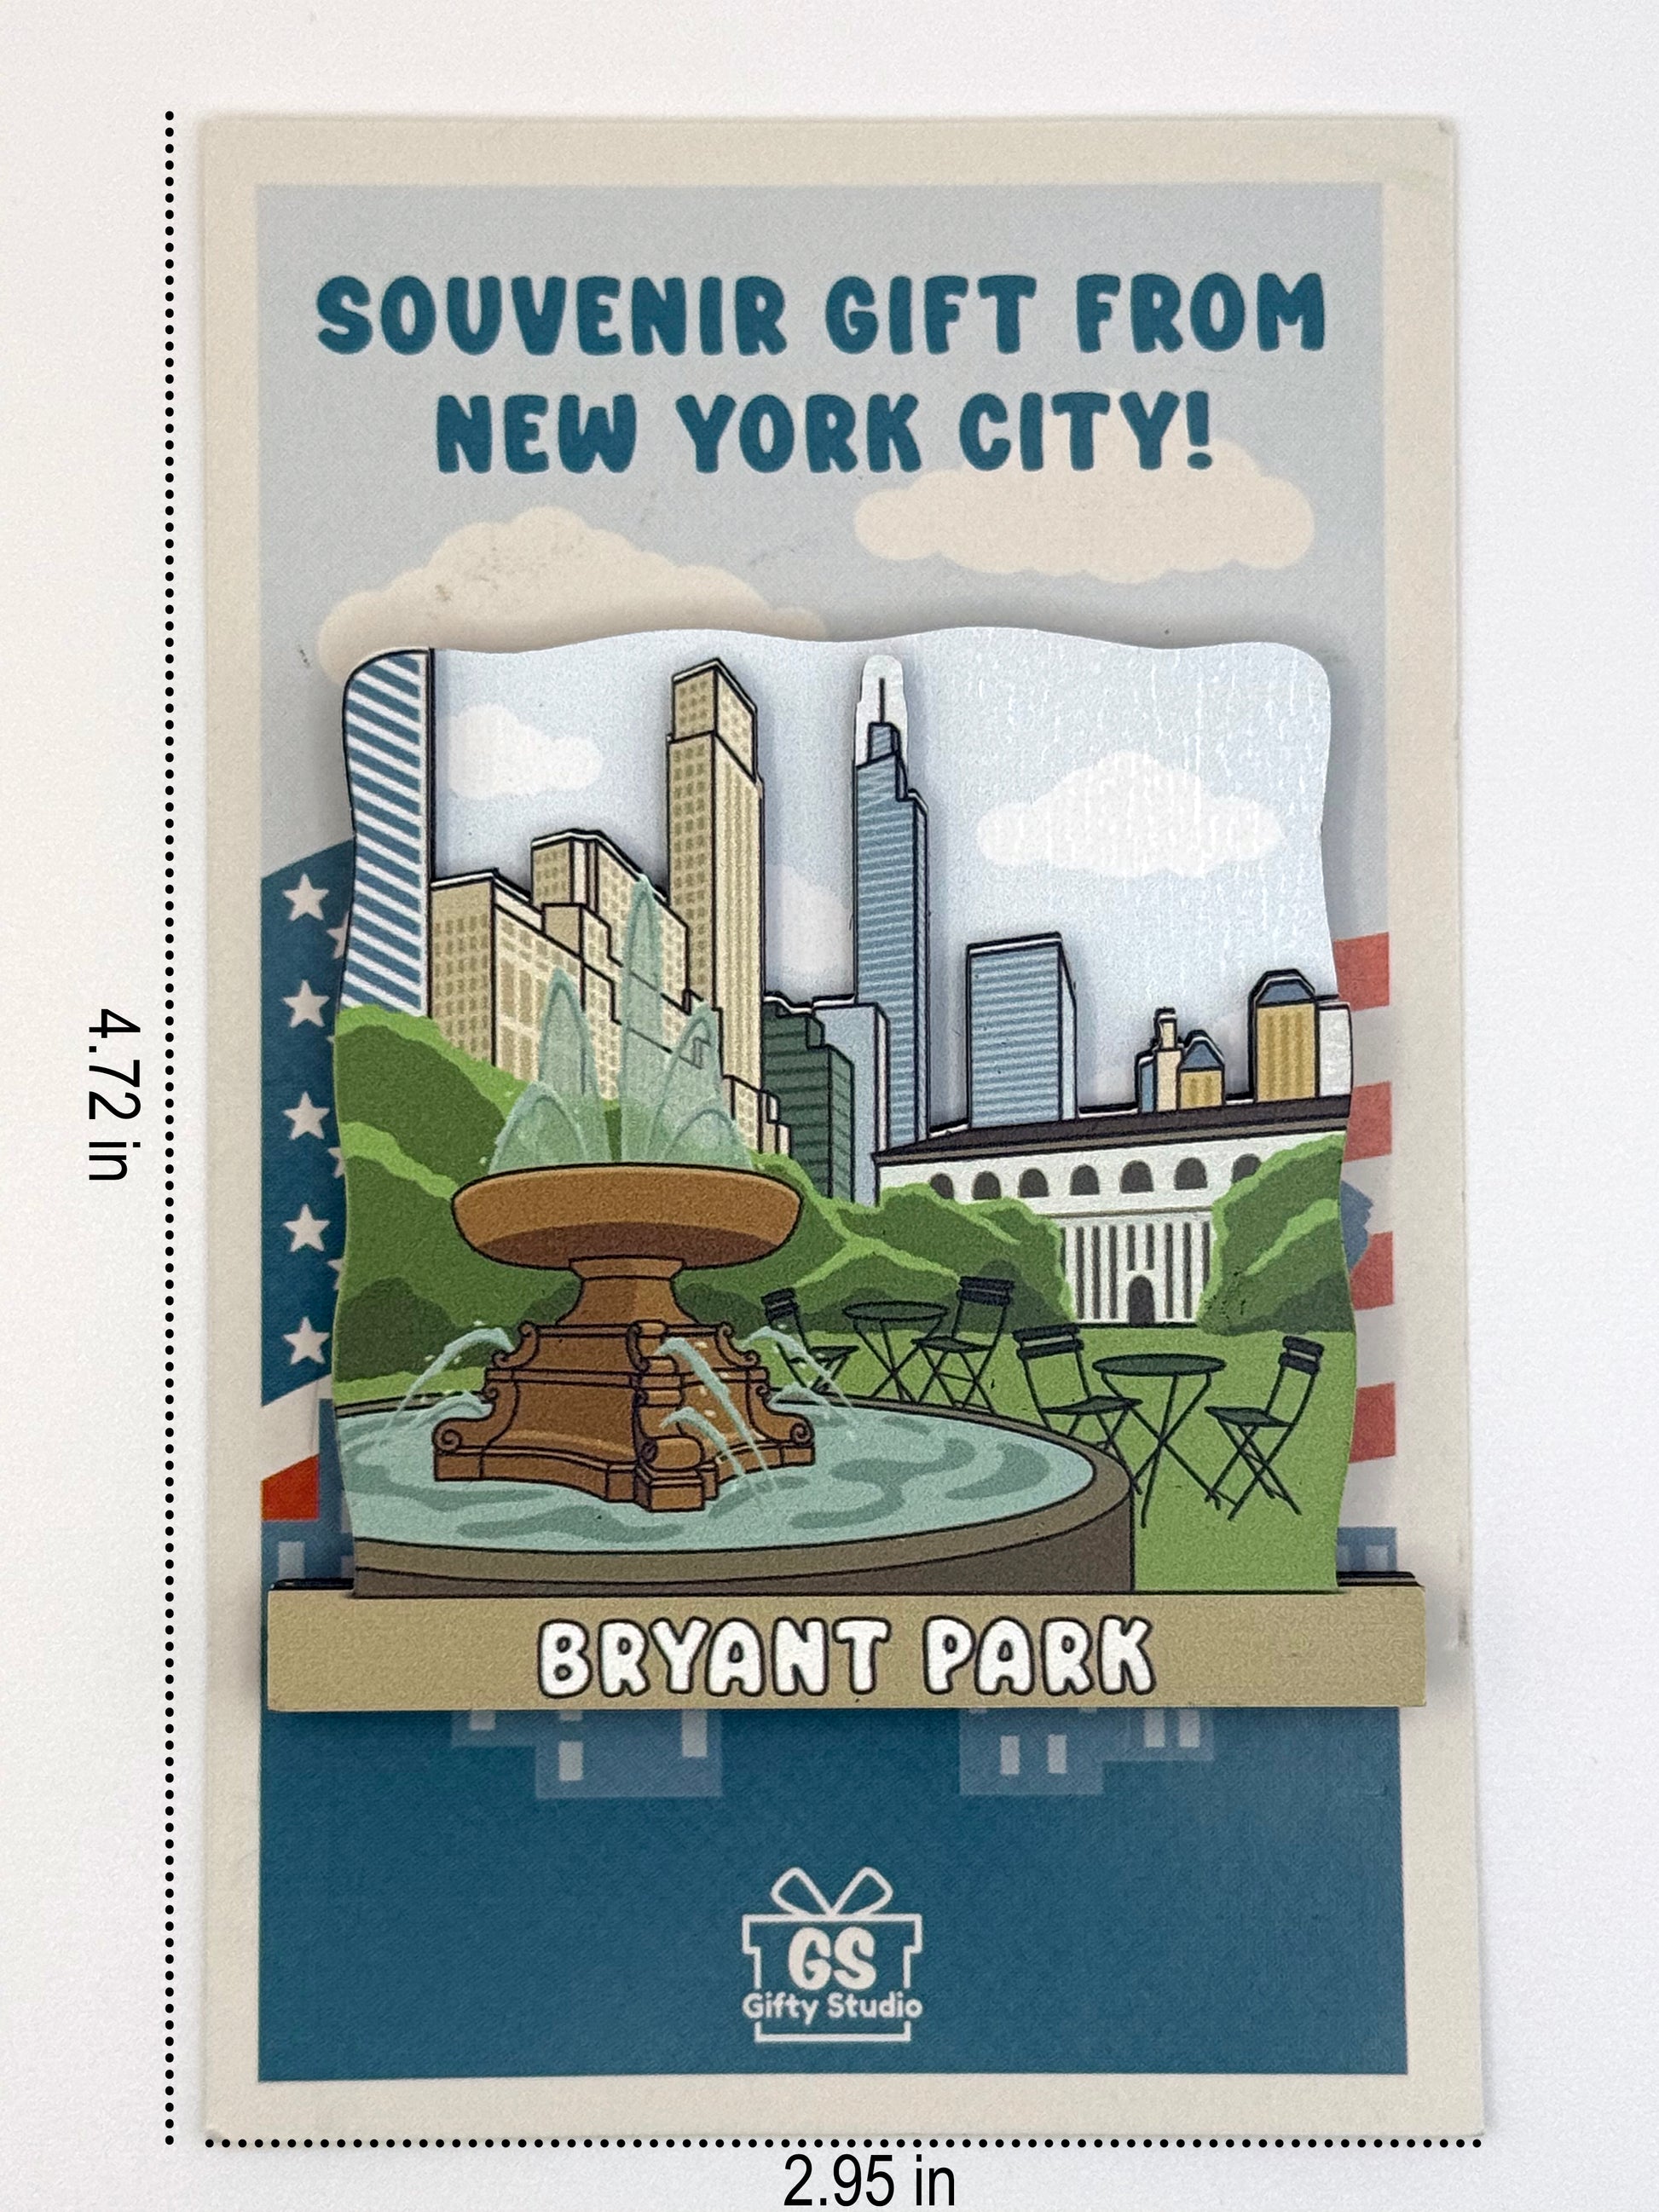 SOUVENIR GIFT FROM
NEW YORK CITY!
4.72 in
BRYANT PARK
GS
Gifty Studio
2.95 in